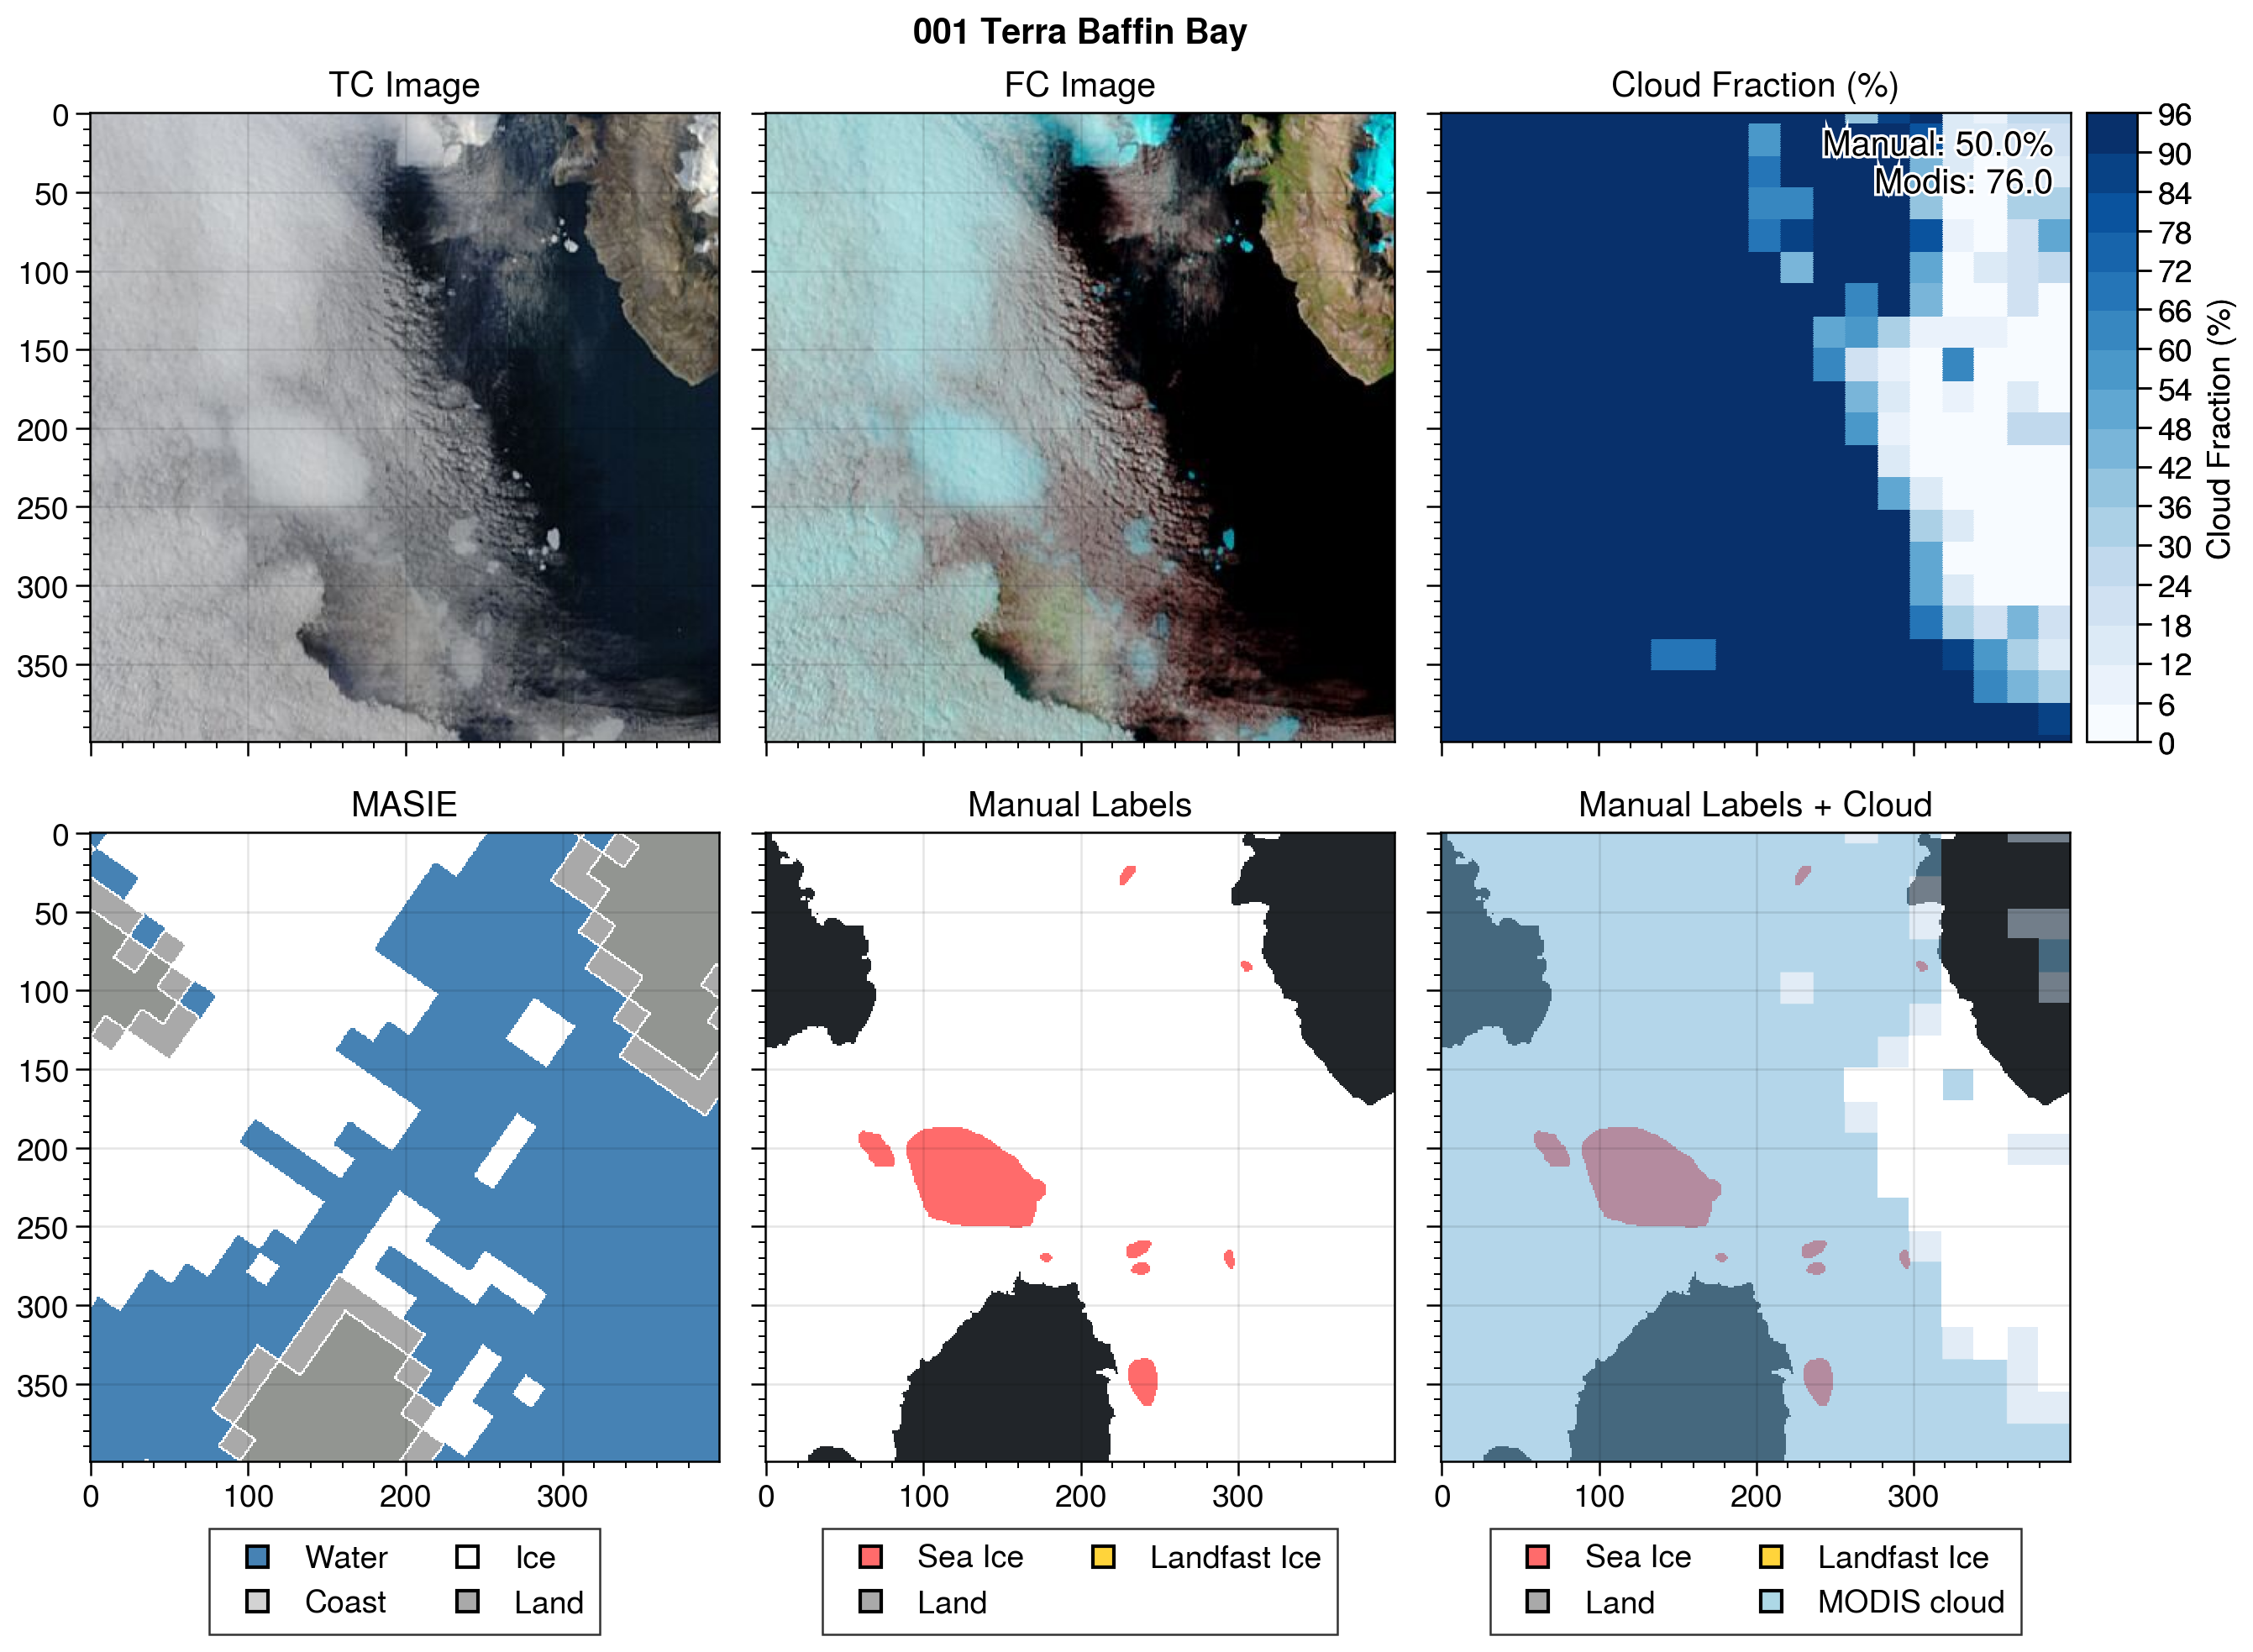 001 Terra Baffin Bay
TC Image
FC Image
Cloud Fraction (%)
0
50
100
150
200
250
300
350
Manual: 50.0%
Modis: 76.0
96
90
84
78
72
66
60
54
48
42
36
30
24
18
12
6
0
Cloud Fraction (%)
MASIE
Manual Labels
Manual Labels + Cloud
0
50
100
150
200
250
300
350
0 100 200 300
0 100 200 300
0 100 200 300
Water Ice
Coast Land
Sea Ice Landfast Ice
Land
Sea Ice Landfast Ice
Land MODIS cloud